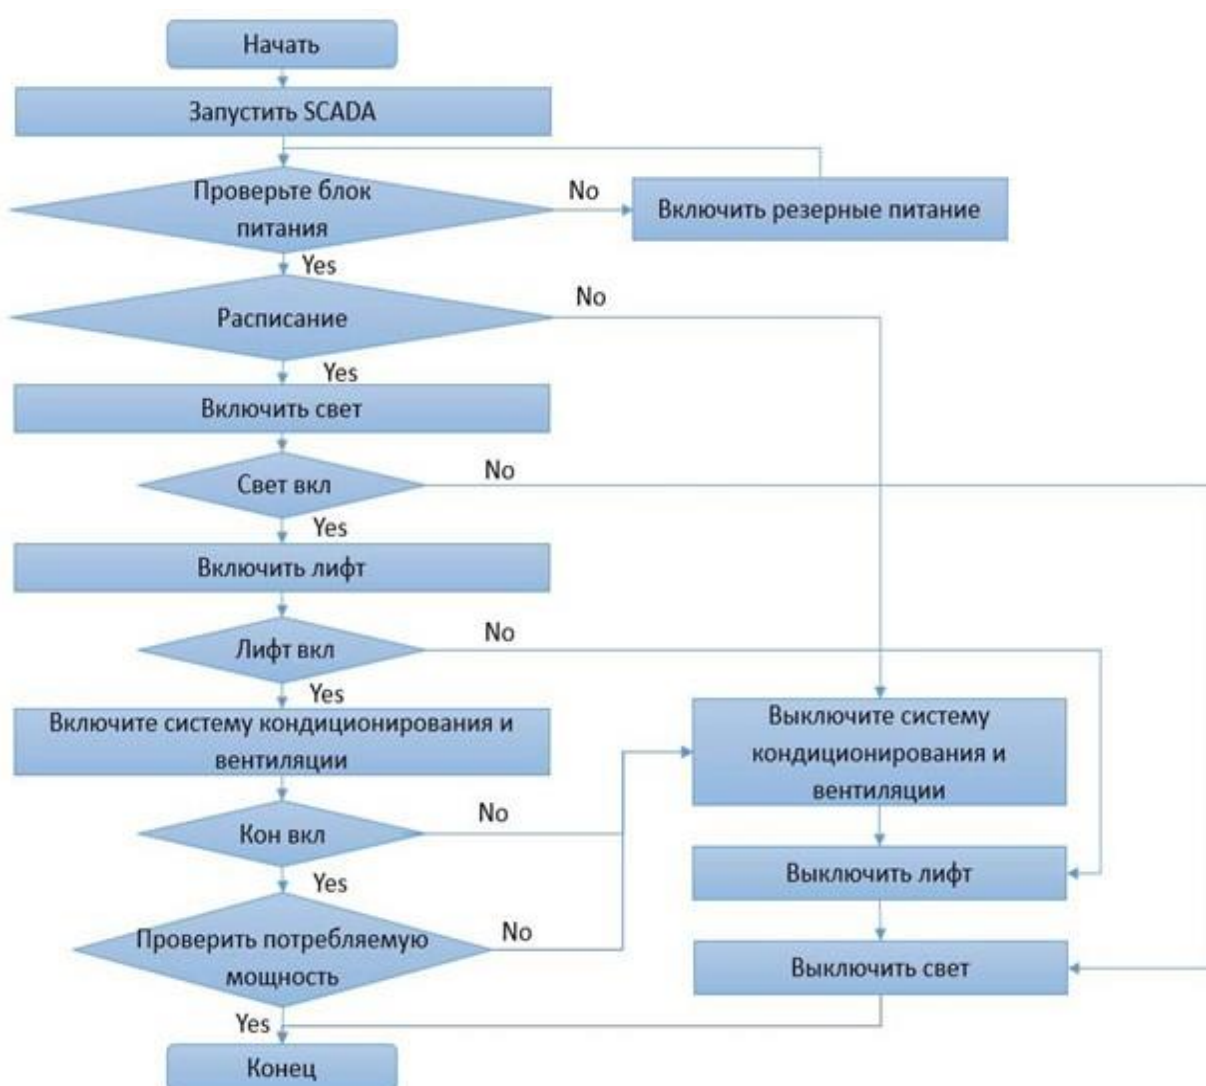 Начать
Запустить SCADA
Проверьте блок
питания
No
Включить резерные питание
Yes
Расписание
No
Yes
Включить свет
Свет вкл
No
Yes
Включить лифт
Лифт вкл
No
Yes
Включите систему кондиционирования и
вентиляции
Выключите систему
кондиционирования и
вентиляции
Кон вкл
No
Yes
Выключить лифт
Проверить потребляемую
мощность
No
Выключить свет
Yes
Конец